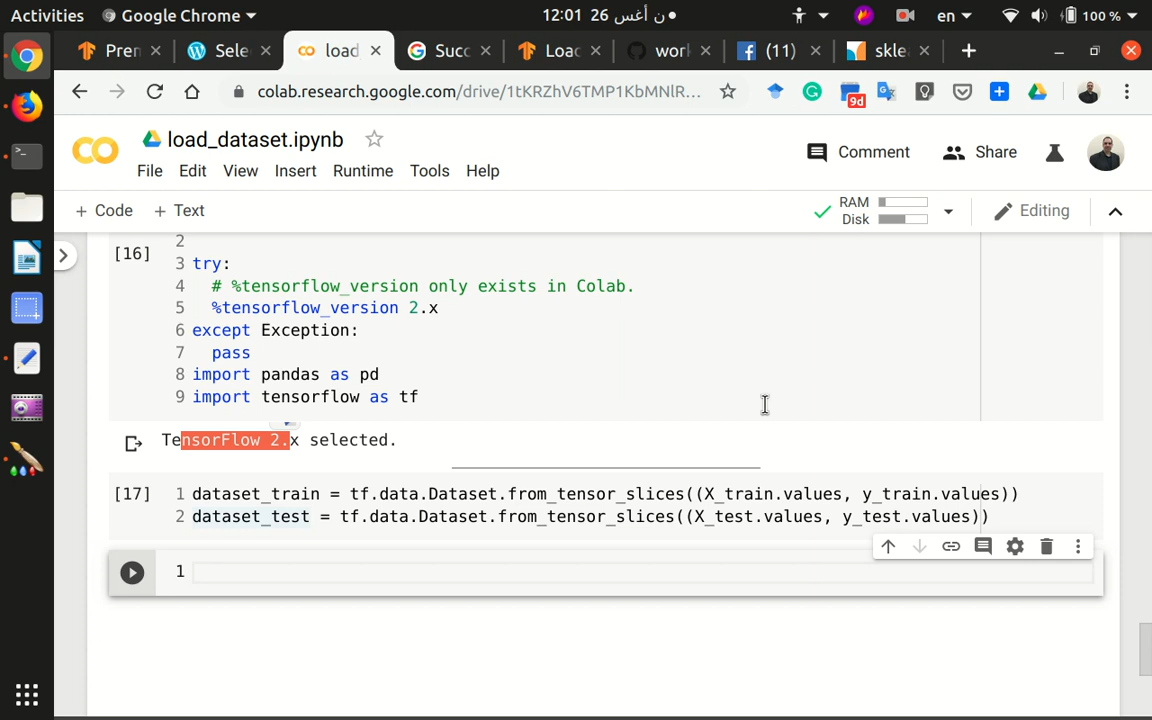 Activities Google Chrome 12:01 26 ن أغس en 100 %
Pren Sele load Succ Load worl (11) skle
colab.research.google.com/drive/1tKRZhV6TMP1KbMNlR... 9d
load_dataset.ipynb
Comment Share
File Edit View Insert Runtime Tools Help
+ Code + Text RAM Disk Editing
2
[16]
3 try:
4 # %tensorflow_version only exists in Colab.
5 %tensorflow_version 2.x
6 except Exception:
7 pass
8 import pandas as pd
9 import tensorflow as tf
TensorFlow 2.x selected.
[17] 1 dataset_train = tf.data.Dataset.from_tensor_slices((X_train.values, y_train.values))
2 dataset_test = tf.data.Dataset.from_tensor_slices((X_test.values, y_test.values))
1